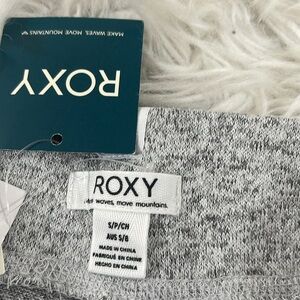 MAKE WAVES, MOVE MOUNTAINS
ROXY
ROXY
waves, move mountains.
S/P/CH
AUS S/8
MADE IN CHINA
FABRIQUÉ EN CHINE
HECHO EN CHINA